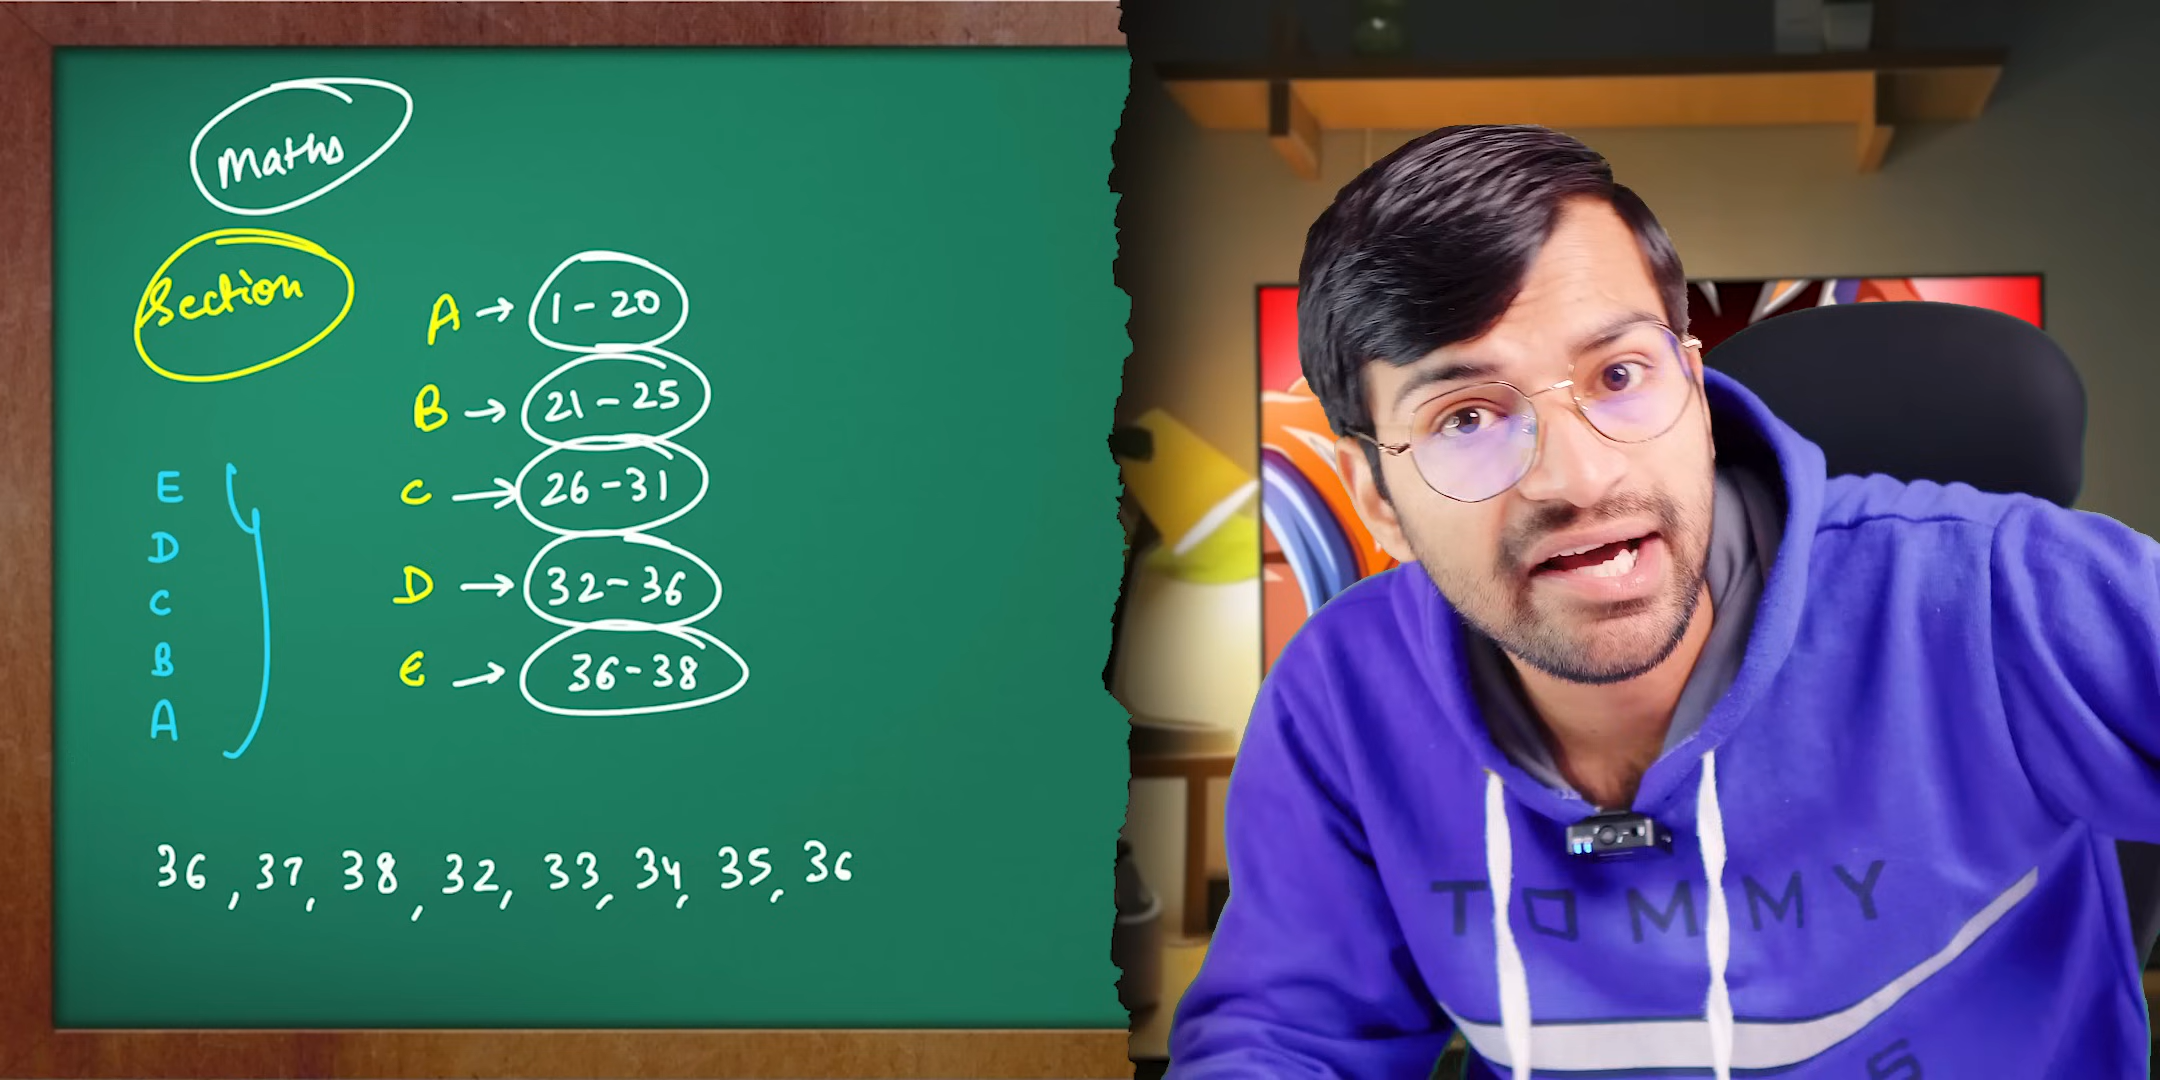 Maths
Section
A → 1-20
B → 21-25
C → 26-31
D → 32-36
E → 36-38
E
D
C
B
A
36, 37, 38, 32, 33, 34, 35, 36
TOMMY
S